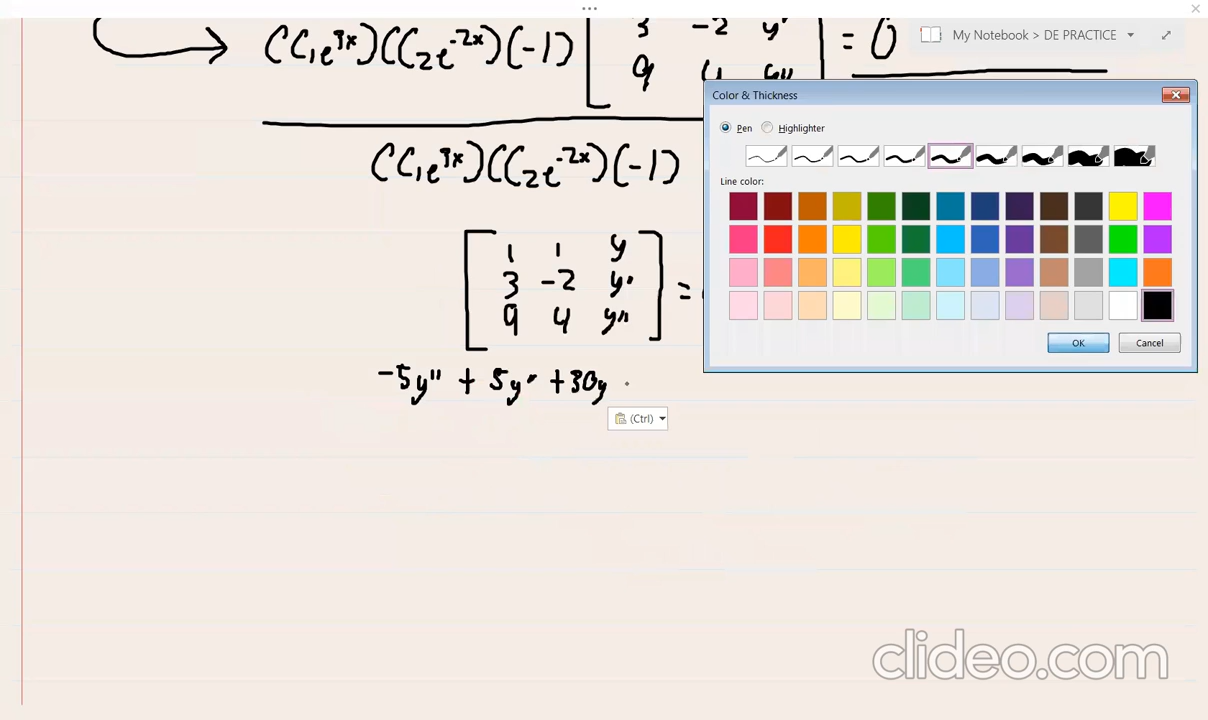 My Notebook > DE PRACTICE
3 -2 y'
(C₁e³ˣ)(C₂e⁻²ˣ)(-1) = 0
9 4 y"
Color & Thickness
Pen Highlighter
(C₁e³ˣ)(C₂e⁻²ˣ)(-1)
Line color:
1 1 y
3 -2 y'
=
9 4 y"
OK Cancel
-5y" + 5y' + 30y
(Ctrl)
clideo.com